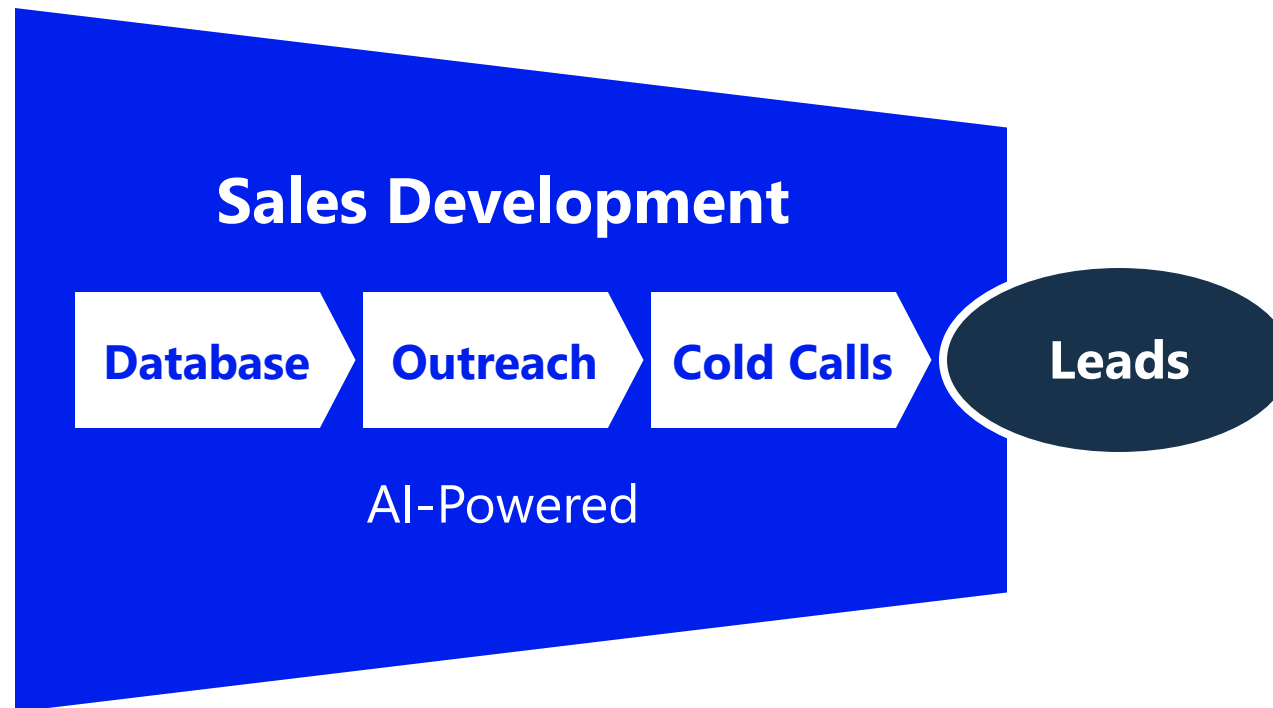 Sales Development
Database
Outreach
Cold Calls
Leads
AI-Powered